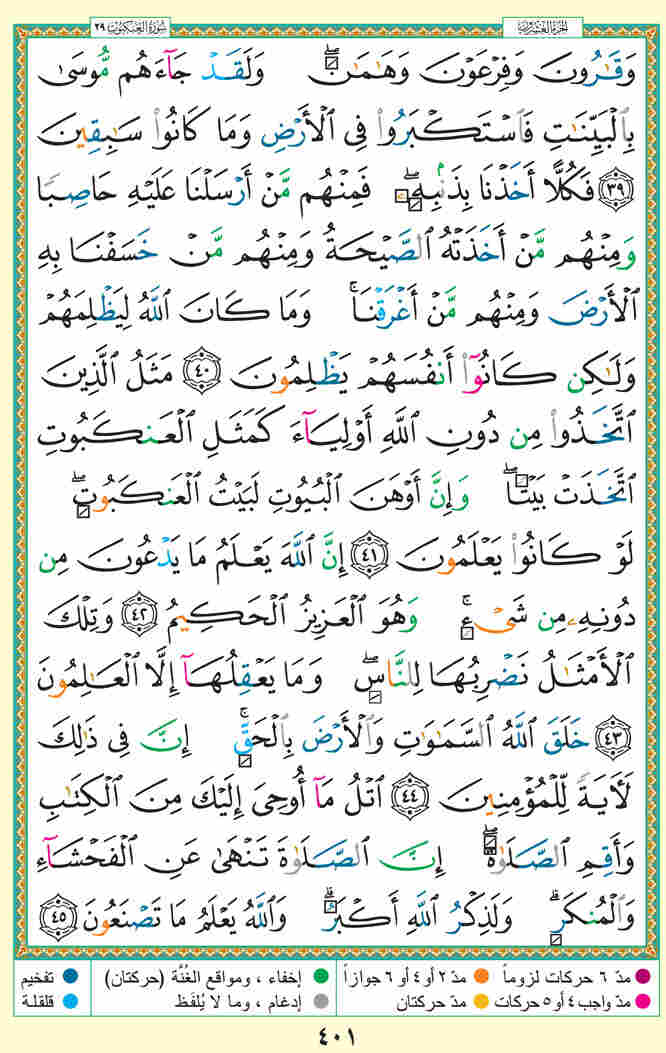 سورة العنكبوت ٢٩
الجزء العشرون
وَقَـٰرُونَ وَفِرْعَوْنَ وَهَـٰمَـٰنَ ۖ وَلَقَدْ جَآءَهُم مُّوسَىٰ
بِٱلْبَيِّنَـٰتِ فَٱسْتَكْبَرُوا۟ فِى ٱلْأَرْضِ وَمَا كَانُوا۟ سَـٰبِقِينَ
٣٩ فَكُلًّا أَخَذْنَا بِذَنۢبِهِۦ ۖ فَمِنْهُم مَّنْ أَرْسَلْنَا عَلَيْهِ حَاصِبًا
وَمِنْهُم مَّنْ أَخَذَتْهُ ٱلصَّيْحَةُ وَمِنْهُم مَّنْ خَسَفْنَا بِهِ
ٱلْأَرْضَ وَمِنْهُم مَّنْ أَغْرَقْنَا ۚ وَمَا كَانَ ٱللَّهُ لِيَظْلِمَهُمْ
وَلَـٰكِن كَانُوٓا۟ أَنفُسَهُمْ يَظْلِمُونَ ٤٠ مَثَلُ ٱلَّذِينَ
ٱتَّخَذُوا۟ مِن دُونِ ٱللَّهِ أَوْلِيَآءَ كَمَثَلِ ٱلْعَنكَبُوتِ
ٱتَّخَذَتْ بَيْتًا ۖ وَإِنَّ أَوْهَنَ ٱلْبُيُوتِ لَبَيْتُ ٱلْعَنكَبُوتِ ۖ
لَوْ كَانُوا۟ يَعْلَمُونَ ٤١ إِنَّ ٱللَّهَ يَعْلَمُ مَا يَدْعُونَ مِن
دُونِهِۦ مِن شَىْءٍ ۚ وَهُوَ ٱلْعَزِيزُ ٱلْحَكِيمُ ٤٢ وَتِلْكَ
ٱلْأَمْثَـٰلُ نَضْرِبُهَا لِلنَّاسِ ۖ وَمَا يَعْقِلُهَآ إِلَّا ٱلْعَـٰلِمُونَ
٤٣ خَلَقَ ٱللَّهُ ٱلسَّمَـٰوَٰتِ وَٱلْأَرْضَ بِٱلْحَقِّ ۚ إِنَّ فِى ذَٰلِكَ
لَـَٔايَةً لِّلْمُؤْمِنِينَ ٤٤ ٱتْلُ مَآ أُوحِىَ إِلَيْكَ مِنَ ٱلْكِتَـٰبِ
وَأَقِمِ ٱلصَّلَوٰةَ ۖ إِنَّ ٱلصَّلَوٰةَ تَنْهَىٰ عَنِ ٱلْفَحْشَآءِ
وَٱلْمُنكَرِ ۗ وَلَذِكْرُ ٱللَّهِ أَكْبَرُ ۗ وَٱللَّهُ يَعْلَمُ مَا تَصْنَعُونَ ٤٥
مدّ ٦ حركات لزوماً مدّ ٢ أو ٤ أو ٦ جوازاً إخفاء ، ومواقع الغُنَّة (حركتان) تفخيم
مدّ واجب ٤ أو ٥ حركات مدّ حركتان إدغام ، وما لا يُلفَظ قلقلة
٤٠١